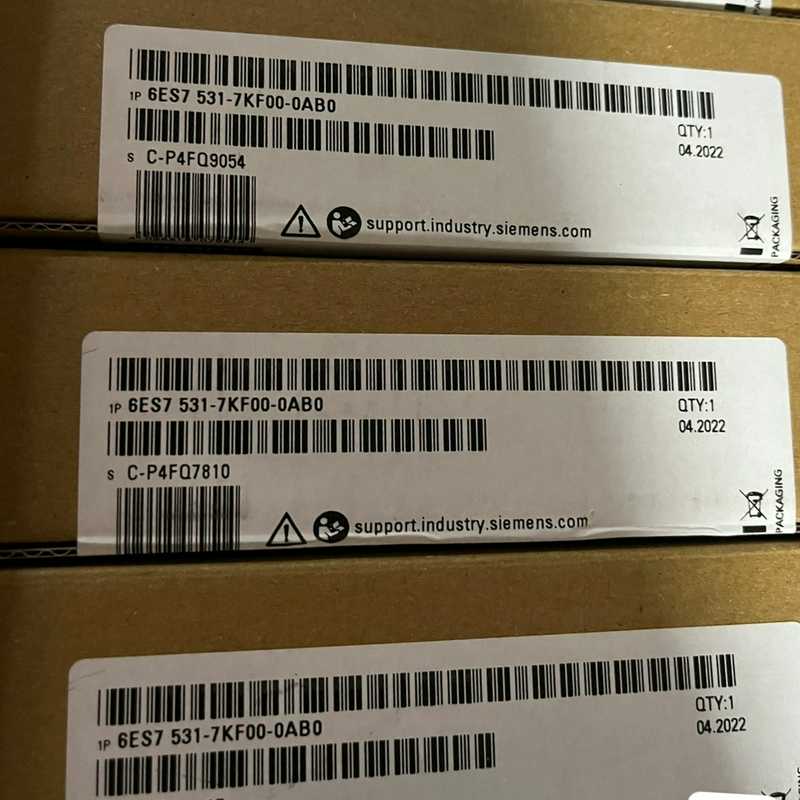 PACKAGING
1P 6ES7 531-7KF00-0AB0
QTY:1
04.2022
S C-P4FQ9054
support.industry.siemens.com
PACKAGING
1P 6ES7 531-7KF00-0AB0
QTY:1
04.2022
S C-P4FQ7810
support.industry.siemens.com
PACKAGING
1P 6ES7 531-7KF00-0AB0
QTY:1
04.2022